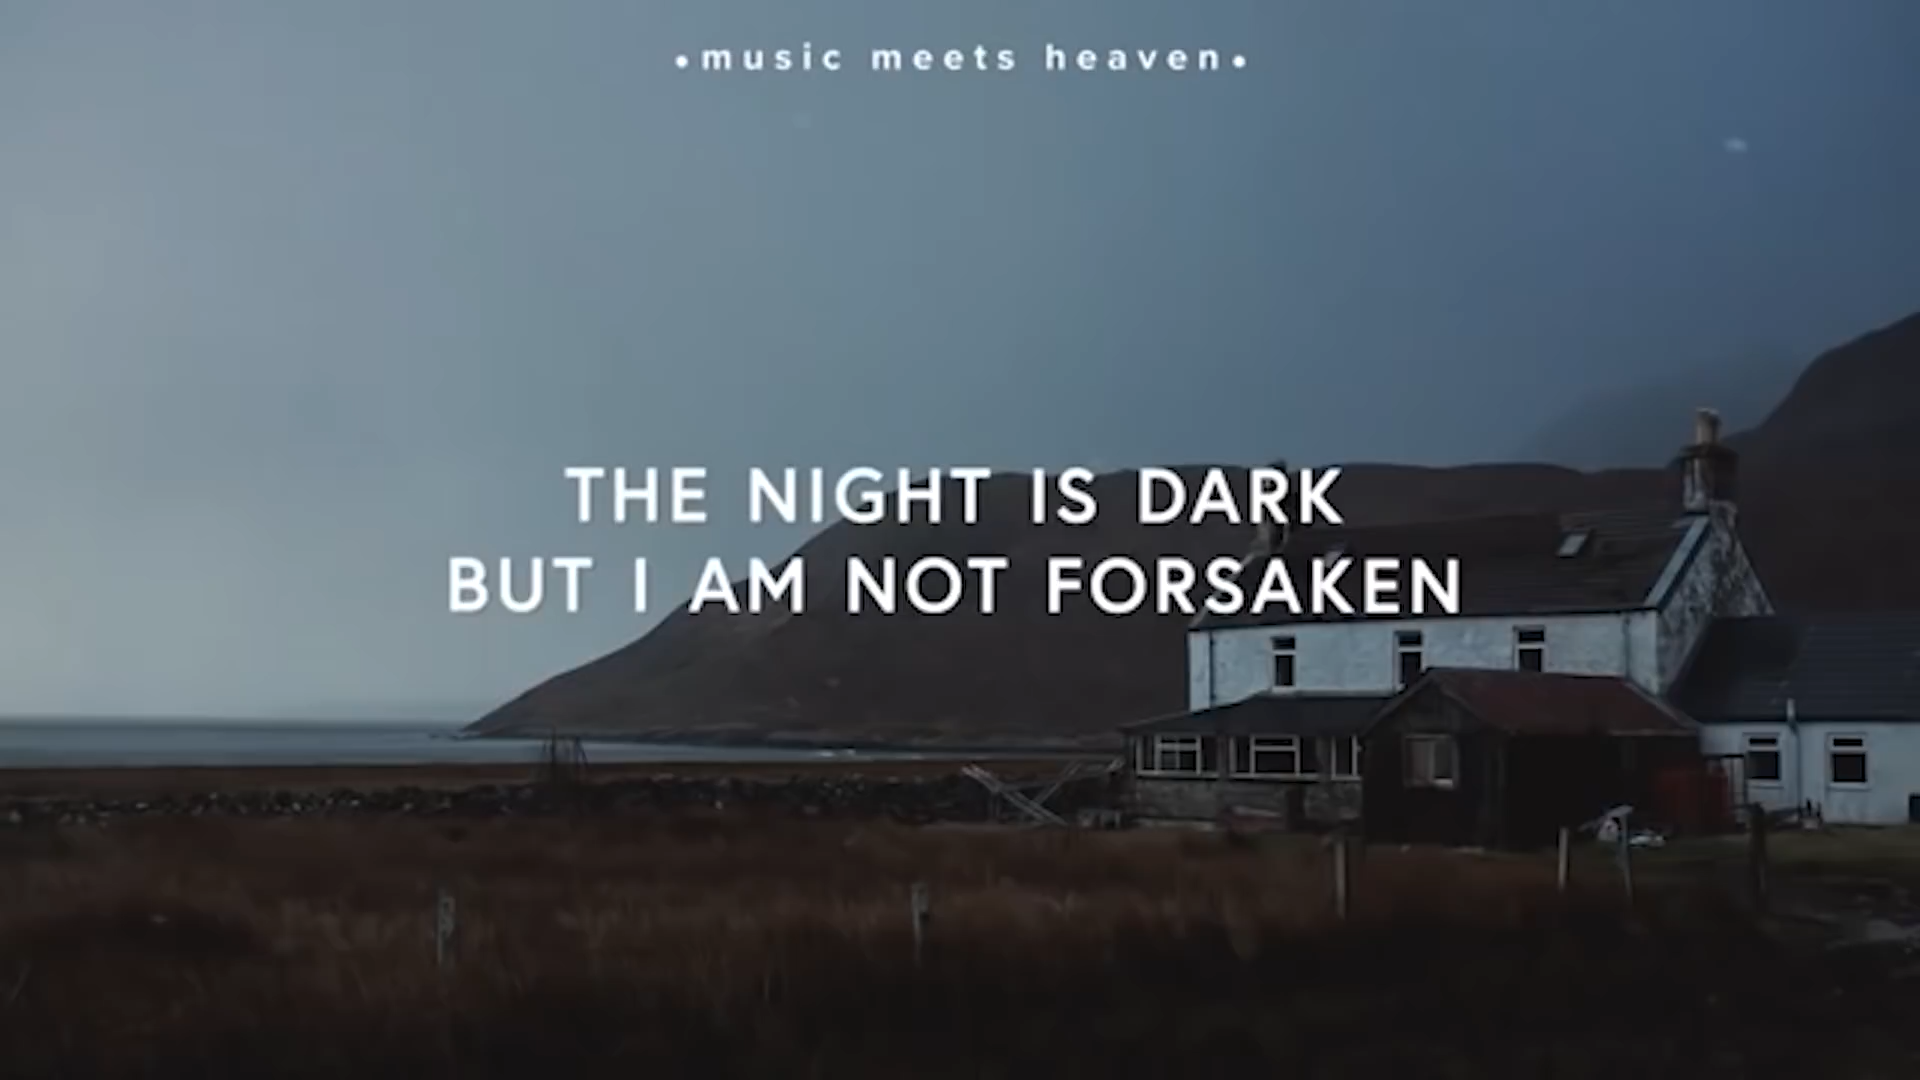 •music meets heaven•
THE NIGHT IS DARK
BUT I AM NOT FORSAKEN